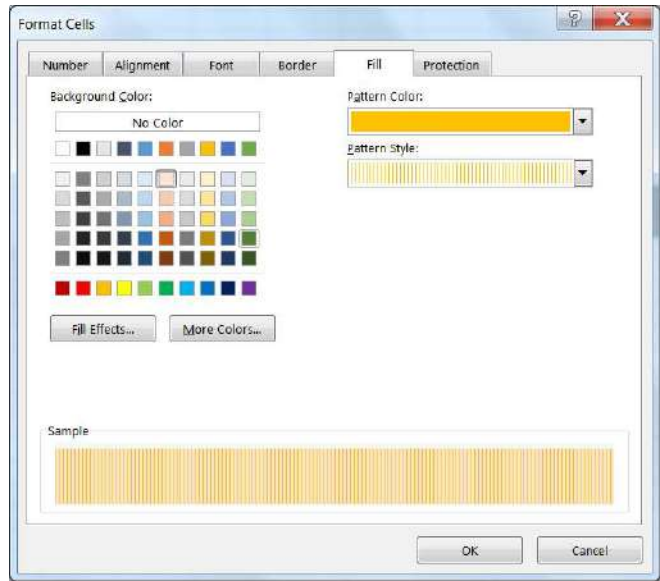 Format Cells
Number Alignment Font Border Fill Protection
Background Color:
No Color
Pattern Color:
Pattern Style:
Fill Effects...
More Colors...
Sample
OK
Cancel